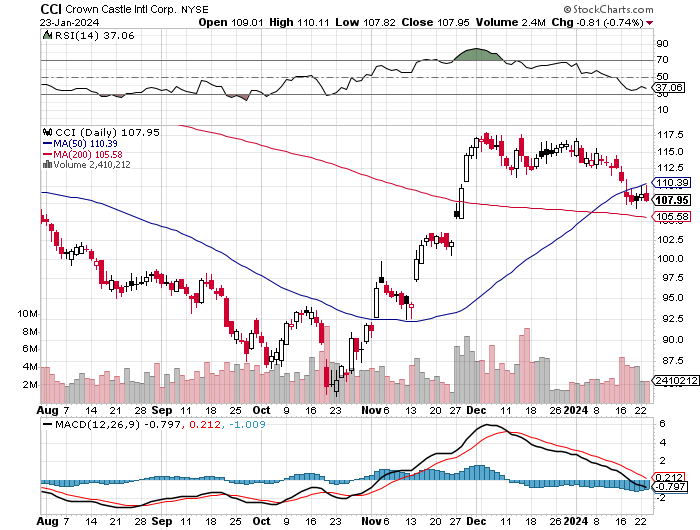 CCI Crown Castle Intl Corp. NYSE
© StockCharts.com
23-Jan-2024
Open 109.01 High 110.11 Low 107.82 Close 107.95 Volume 2.4M Chg -0.81 (-0.74%)
RSI(14) 37.06
90
70
50
37.06
30
10
CCI (Daily) 107.95
MA(50) 110.39
MA(200) 105.58
Volume 2,410,212
117.5
115.0
112.5
110.39
107.95
105.58
102.5
100.0
97.5
95.0
92.5
90.0
87.5
2410212
10M
8M
6M
4M
2M
Aug 7 14 21 28 Sep 11 18 25 Oct 9 16 23 Nov 6 13 20 27 Dec 11 18 26 2024 8 16 22
MACD(12,26,9) -0.797, 0.212, -1.009
6
4
2
0.212
-0.797
-2
Aug 7 14 21 28 Sep 11 18 25 Oct 9 16 23 Nov 6 13 20 27 Dec 11 18 26 2024 8 16 22